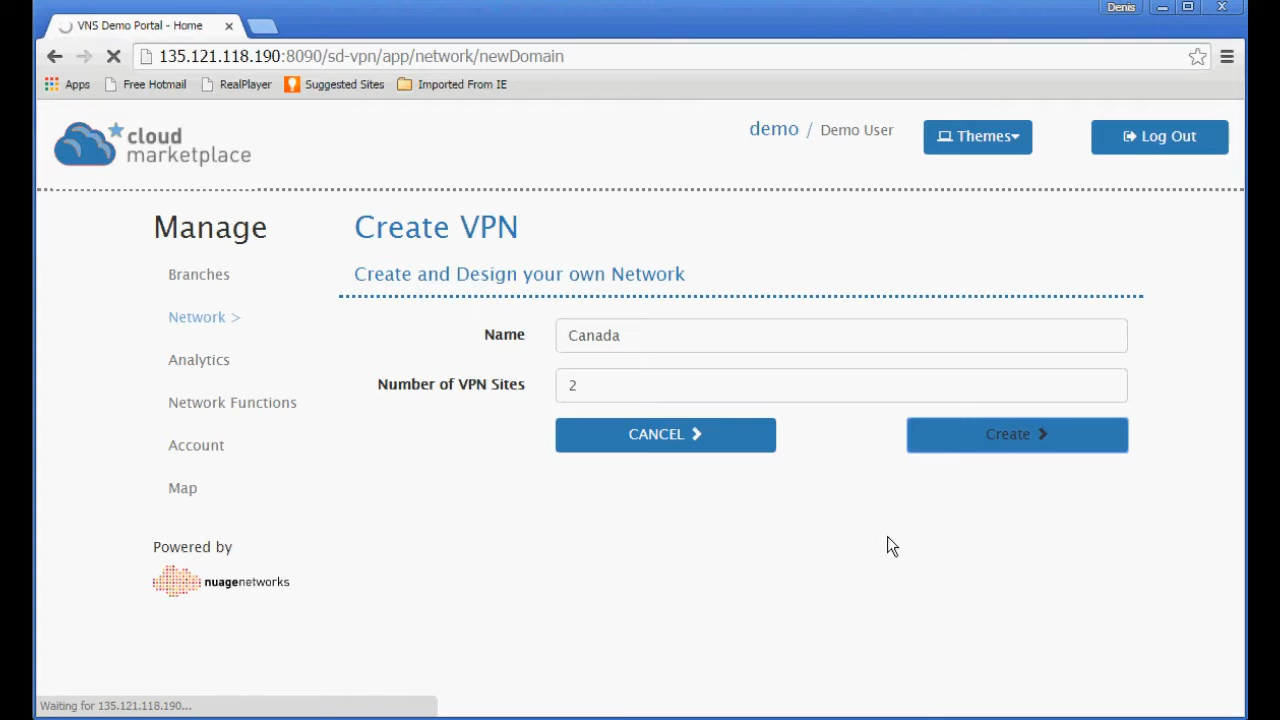 Denis
VNS Demo Portal - Home
135.121.118.190:8090/sd-vpn/app/network/newDomain
Apps Free Hotmail RealPlayer Suggested Sites Imported From IE
cloud
marketplace
demo / Demo User Themes Log Out
Manage
Branches
Network >
Analytics
Network Functions
Account
Map
Powered by
nuagenetworks
Create VPN
Create and Design your own Network
Name Canada
Number of VPN Sites 2
CANCEL Create
Waiting for 135.121.118.190...